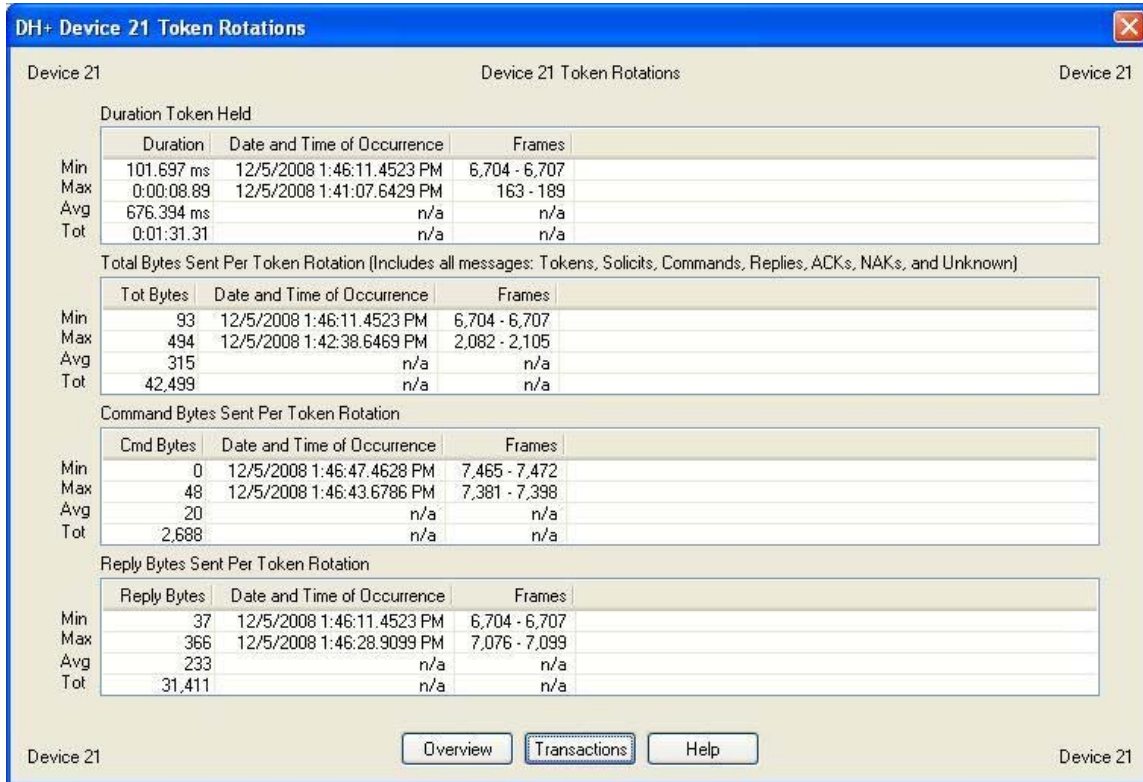 DH+ Device 21 Token Rotations
Device 21 Device 21 Token Rotations Device 21
Duration Token Held
Duration Date and Time of Occurrence Frames
Min 101.697 ms 12/5/2008 1:46:11.4523 PM 6,704 - 6,707
Max 0:00:08.89 12/5/2008 1:41:07.6429 PM 163 - 189
Avg 676.394 ms n/a n/a
Tot 0:01:31.31 n/a n/a
Total Bytes Sent Per Token Rotation (Includes all messages: Tokens, Solicits, Commands, Replies, ACKs, NAKs, and Unknown)
Tot Bytes Date and Time of Occurrence Frames
Min 93 12/5/2008 1:46:11.4523 PM 6,704 - 6,707
Max 494 12/5/2008 1:42:38.6469 PM 2,082 - 2,105
Avg 315 n/a n/a
Tot 42,499 n/a n/a
Command Bytes Sent Per Token Rotation
Cmd Bytes Date and Time of Occurrence Frames
Min 0 12/5/2008 1:46:47.4628 PM 7,465 - 7,472
Max 48 12/5/2008 1:46:43.6786 PM 7,381 - 7,398
Avg 20 n/a n/a
Tot 2,688 n/a n/a
Reply Bytes Sent Per Token Rotation
Reply Bytes Date and Time of Occurrence Frames
Min 37 12/5/2008 1:46:11.4523 PM 6,704 - 6,707
Max 366 12/5/2008 1:46:28.9099 PM 7,076 - 7,099
Avg 233 n/a n/a
Tot 31,411 n/a n/a
Device 21 Overview Transactions Help Device 21